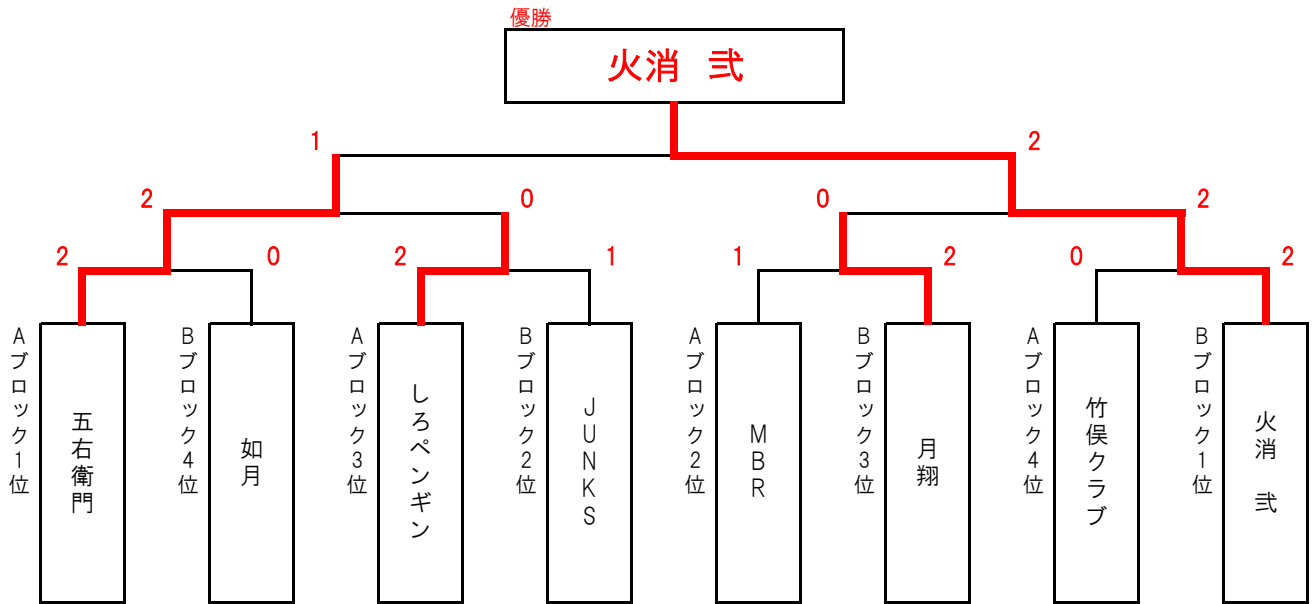 優勝
火消　弐
1
2
2
0
0
2
2
0
2
1
1
2
0
2
Aブロック1位
五右衛門
Bブロック4位
如月
Aブロック3位
しろペンギン
Bブロック2位
JUNKS
Aブロック2位
MBR
Bブロック3位
月翔
Aブロック4位
竹俣クラブ
Bブロック1位
火消　弐